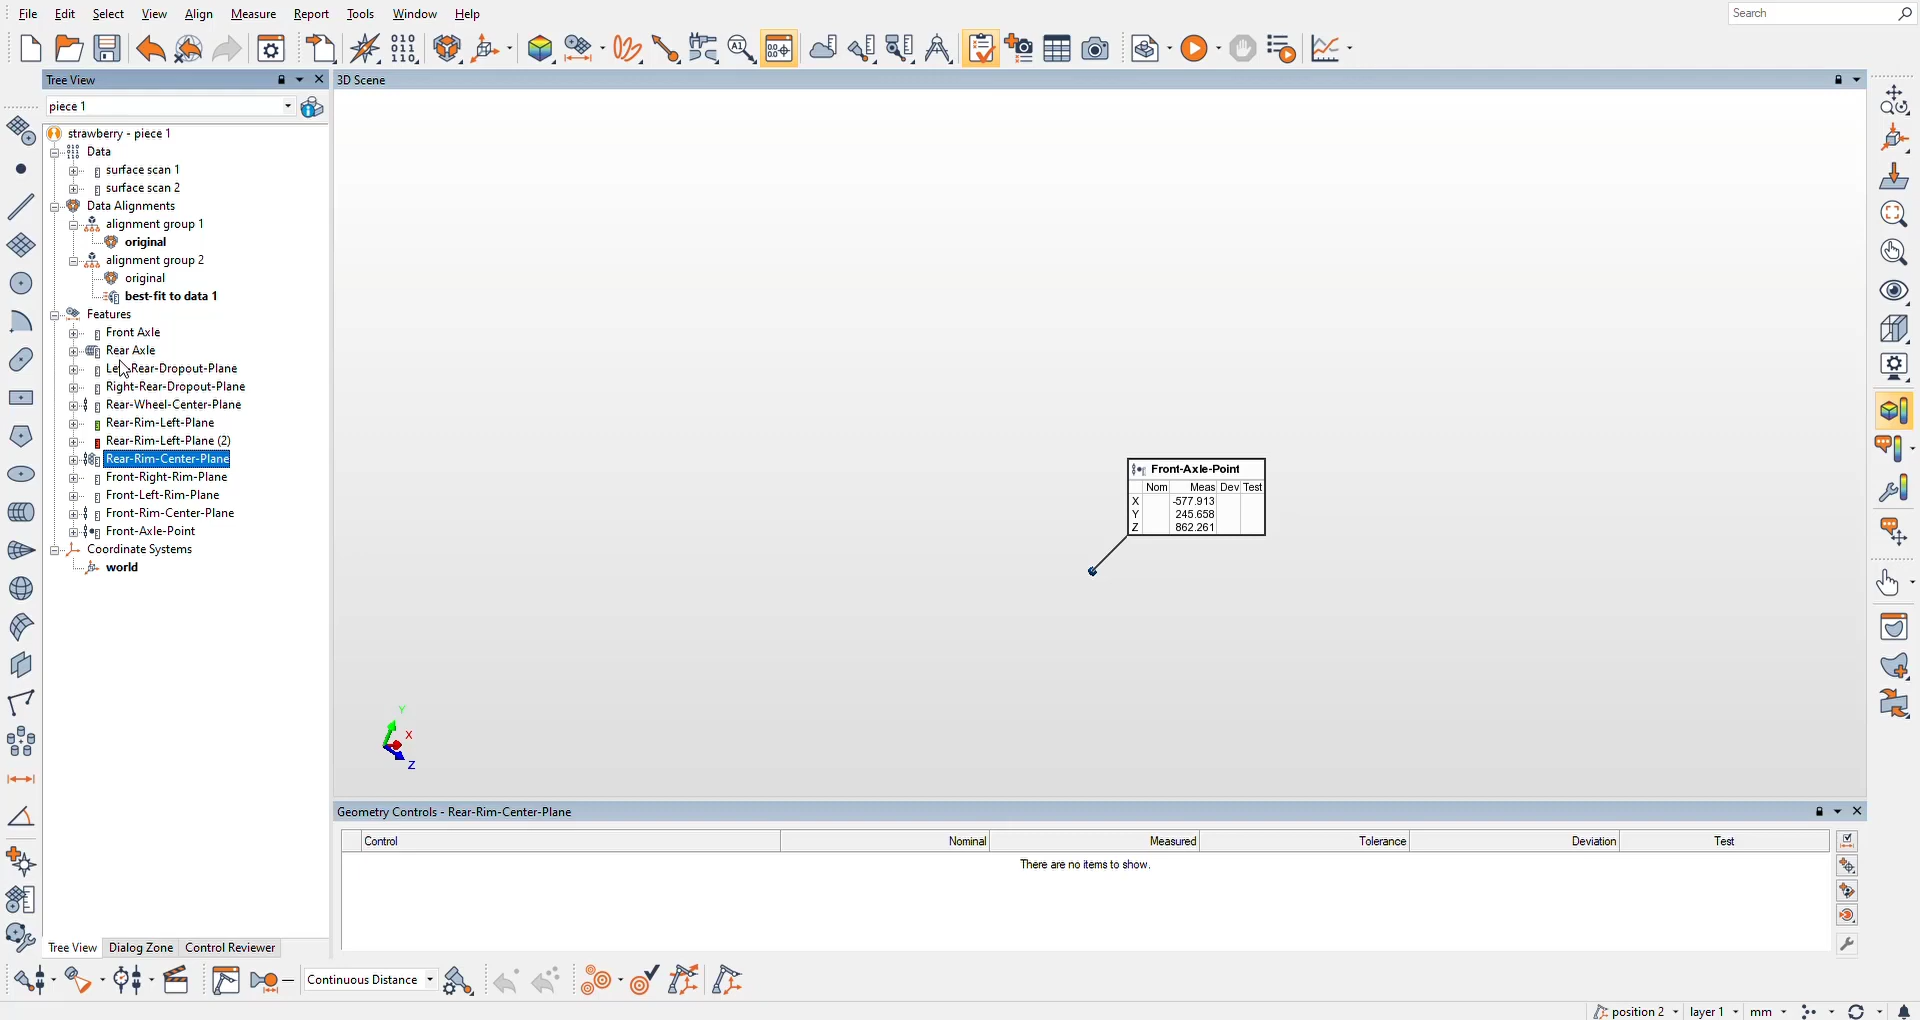 File Edit Select View Align Measure Report Tools Window Help
Search
Tree View
3D Scene
piece 1
strawberry - piece 1
Data
surface scan 1
surface scan 2
Data Alignments
alignment group 1
original
alignment group 2
original
best-fit to data 1
Features
Front Axle
Rear Axle
Rear-Dropout-Plane
Right-Rear-Dropout-Plane
Rear-Wheel-Center-Plane
Rear-Rim-Left-Plane
Rear-Rim-Left-Plane (2)
Rear-Rim-Center-Plane
Front-Right-Rim-Plane
Front-Left-Rim-Plane
Front-Rim-Center-Plane
Front-Axle-Point
Coordinate Systems
world
Front-Axle-Point
Nom Meas Dev Test
X -577.913
Y 245.658
Z 862.261
Y
X
Z
Geometry Controls - Rear-Rim-Center-Plane
Control Nominal Measured Tolerance Deviation Test
There are no items to show.
Tree View Dialog Zone Control Reviewer
Continuous Distance
position 2 layer 1 mm